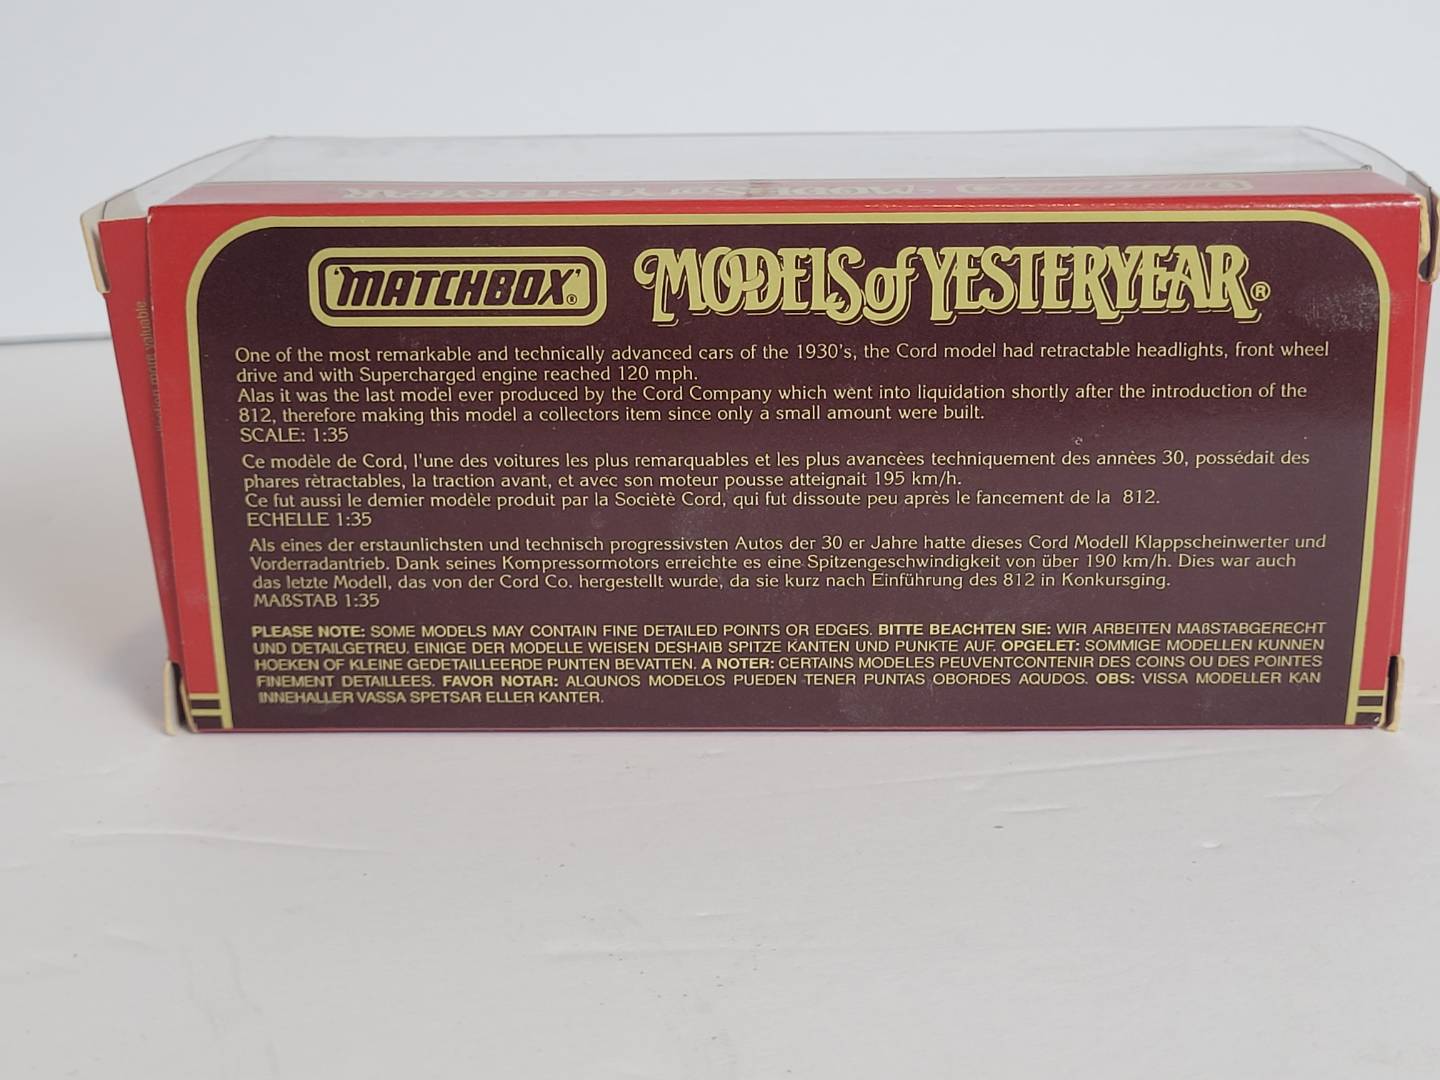 MODELS of YESTERYEAR
"MATCHBOX"® MODELS of YESTERYEAR®
One of the most remarkable and technically advanced cars of the 1930's, the Cord model had retractable headlights, front wheel
drive and with Supercharged engine reached 120 mph.
Alas it was the last model ever produced by the Cord Company which went into liquidation shortly after the introduction of the
812, therefore making this model a collectors item since only a small amount were built.
SCALE: 1:35
Ce modèle de Cord, l'une des voitures les plus remarquables et les plus avancèes techniquement des annèes 30, possédait des
phares rètractables, la traction avant, et avec son moteur pousse atteignait 195 km/h.
Ce fut aussi le demier modèle produit par la Sociètè Cord, qui fut dissoute peu après le fancement de la 812.
ECHELLE 1:35
Als eines der erstaunlichsten und technisch progressivsten Autos der 30 er Jahre hatte dieses Cord Modell Klappscheinwerter und
Vorderradantrieb. Dank seines Kompressormotors erreichte es eine Spitzengeschwindigkeit von über 190 km/h. Dies war auch
das letzte Modell, das von der Cord Co. hergestellt wurde, da sie kurz nach Einführung des 812 in Konkursging.
MAßSTAB 1:35
PLEASE NOTE: SOME MODELS MAY CONTAIN FINE DETAILED POINTS OR EDGES. BITTE BEACHTEN SIE: WIR ARBEITEN MAßSTABGERECHT
UND DETAILGETREU. EINIGE DER MODELLE WEISEN DESHAIB SPITZE KANTEN UND PUNKTE AUF. OPGELET: SOMMIGE MODELLEN KUNNEN
HOEKEN OF KLEINE GEDETAILLEERDE PUNTEN BEVATTEN. A NOTER: CERTAINS MODELES PEUVENTCONTENIR DES COINS OU DES POINTES
FINEMENT DETAILLEES. FAVOR NOTAR: ALQUNOS MODELOS PUEDEN TENER PUNTAS OBORDES AQUDOS. OBS: VISSA MODELLER KAN
INNEHALLER VASSA SPETSAR ELLER KANTER.